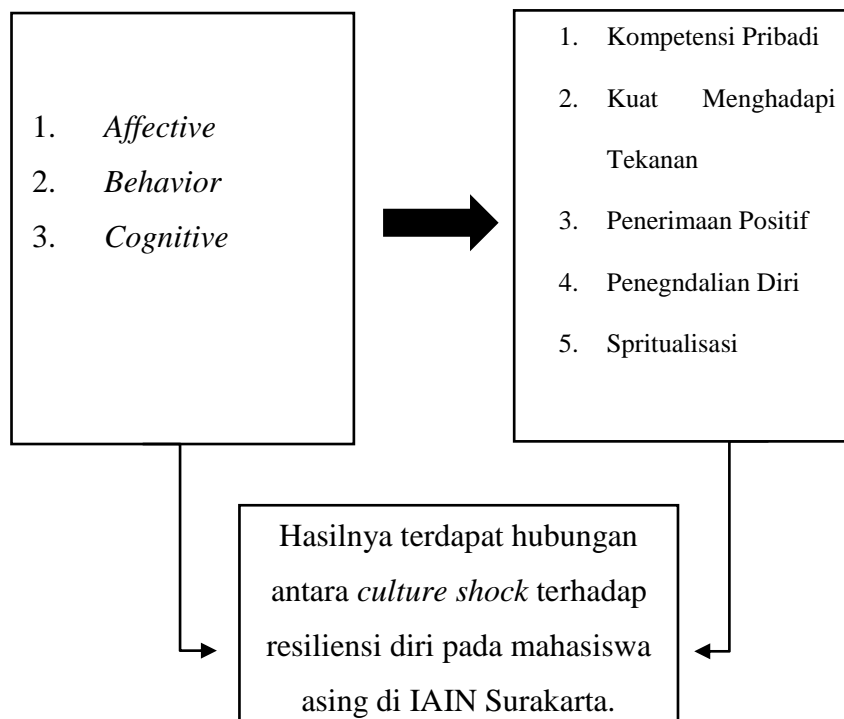 1. Affective
2. Behavior
3. Cognitive
1. Kompetensi Pribadi
2. Kuat Menghadapi
Tekanan
3. Penerimaan Positif
4. Penegndalian Diri
5. Spritualisasi
Hasilnya terdapat hubungan
antara culture shock terhadap
resiliensi diri pada mahasiswa
asing di IAIN Surakarta.